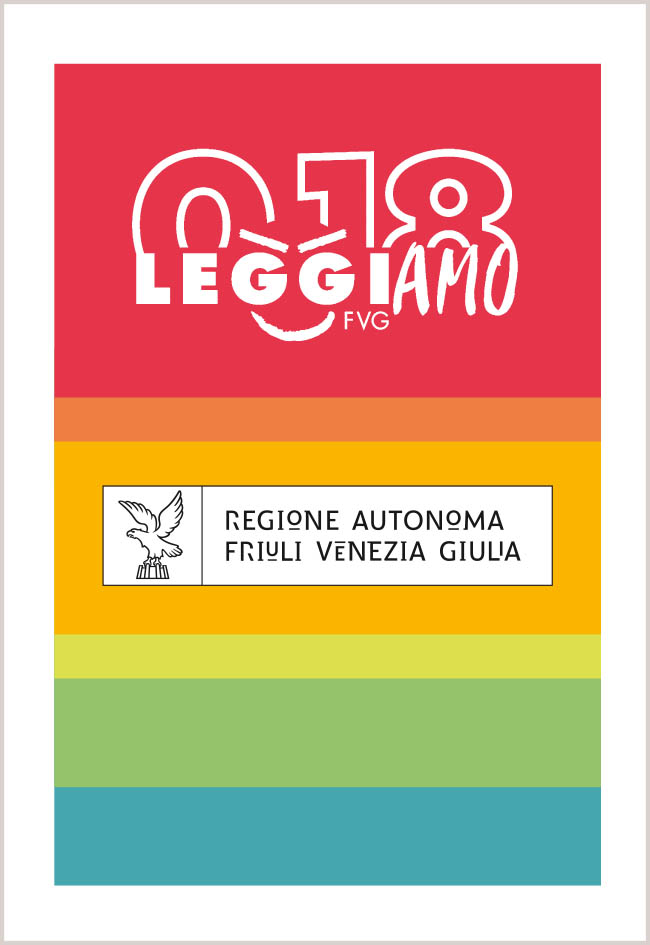 0.18
LEGGIAMO
FVG
REGIONE AUTONOMA
FRIULI VENEZIA GIULIA